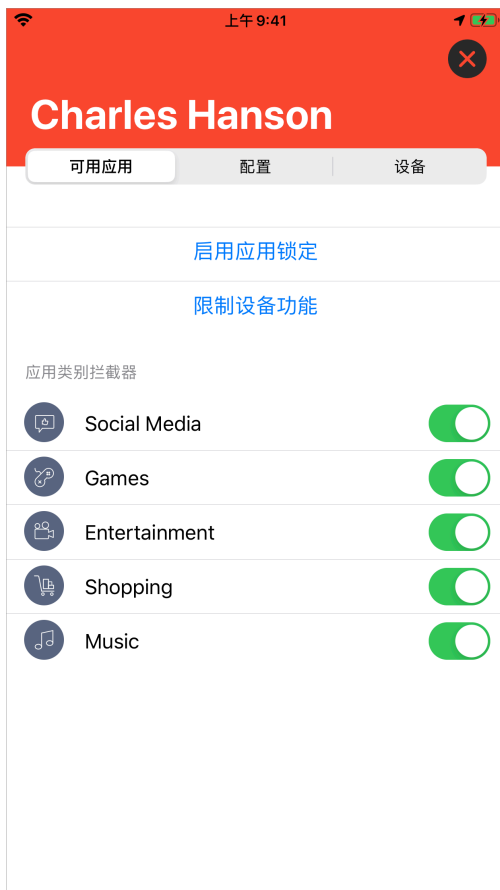 上午 9:41
Charles Hanson
可用应用 配置 设备
启用应用锁定
限制设备功能
应用类别拦截器
Social Media
Games
Entertainment
Shopping
Music